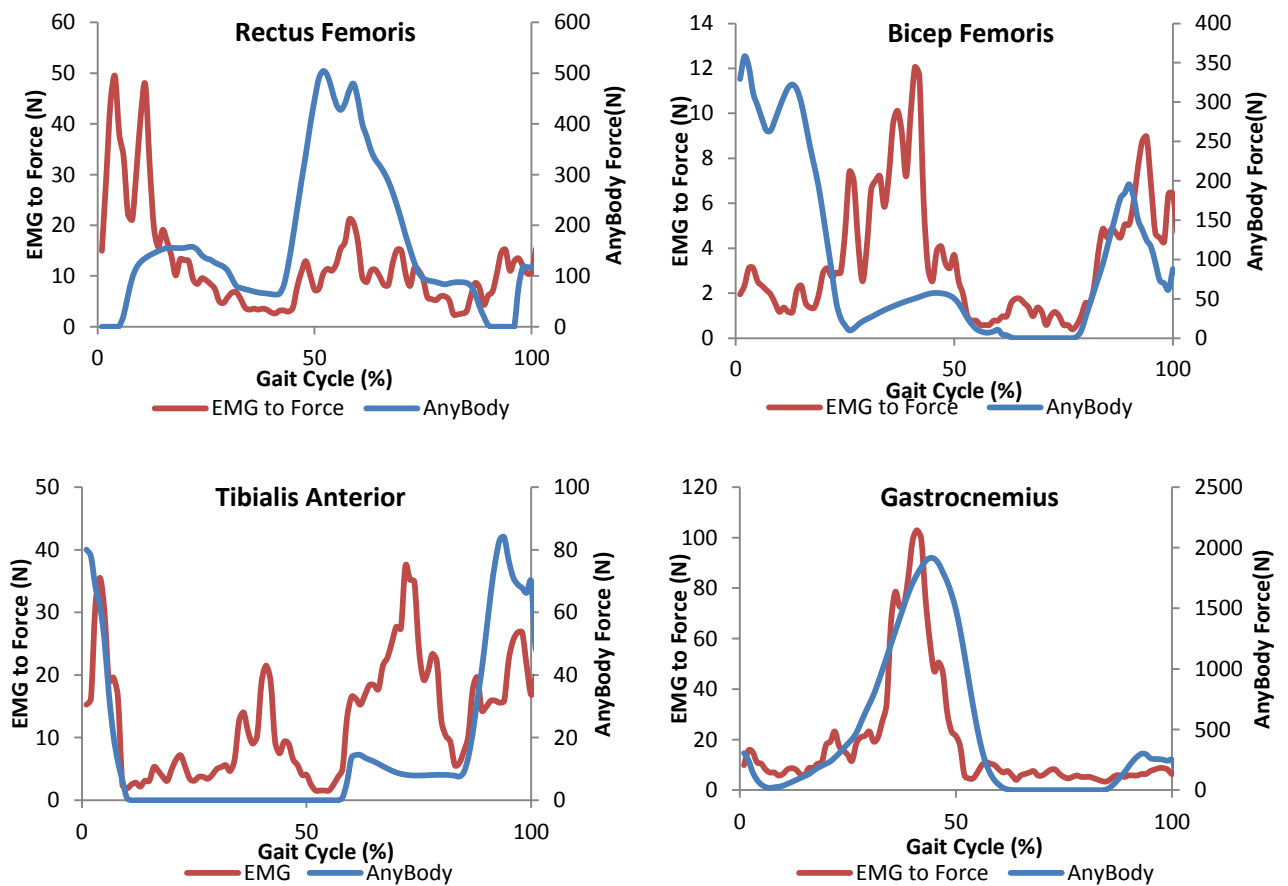 Rectus Femoris
EMG to Force (N)
60
50
40
30
20
10
0
600
500
400
300
200
100
0
AnyBody Force(N)
0 50 100
Gait Cycle (%)
EMG to Force AnyBody
Bicep Femoris
EMG to Force (N)
14
12
10
8
6
4
2
0
400
350
300
250
200
150
100
50
0
AnyBody Force(N)
0 50 100
Gait Cycle (%)
EMG to Force AnyBody
Tibialis Anterior
EMG to Force (N)
50
40
30
20
10
0
100
80
60
40
20
0
AnyBody Force (N)
0 50 100
Gait Cycle (%)
EMG AnyBody
Gastrocnemius
EMG to Force (N)
120
100
80
60
40
20
0
2500
2000
1500
1000
500
0
AnyBody Force(N)
0 50 100
Gait Cycle (%)
EMG to Force AnyBody